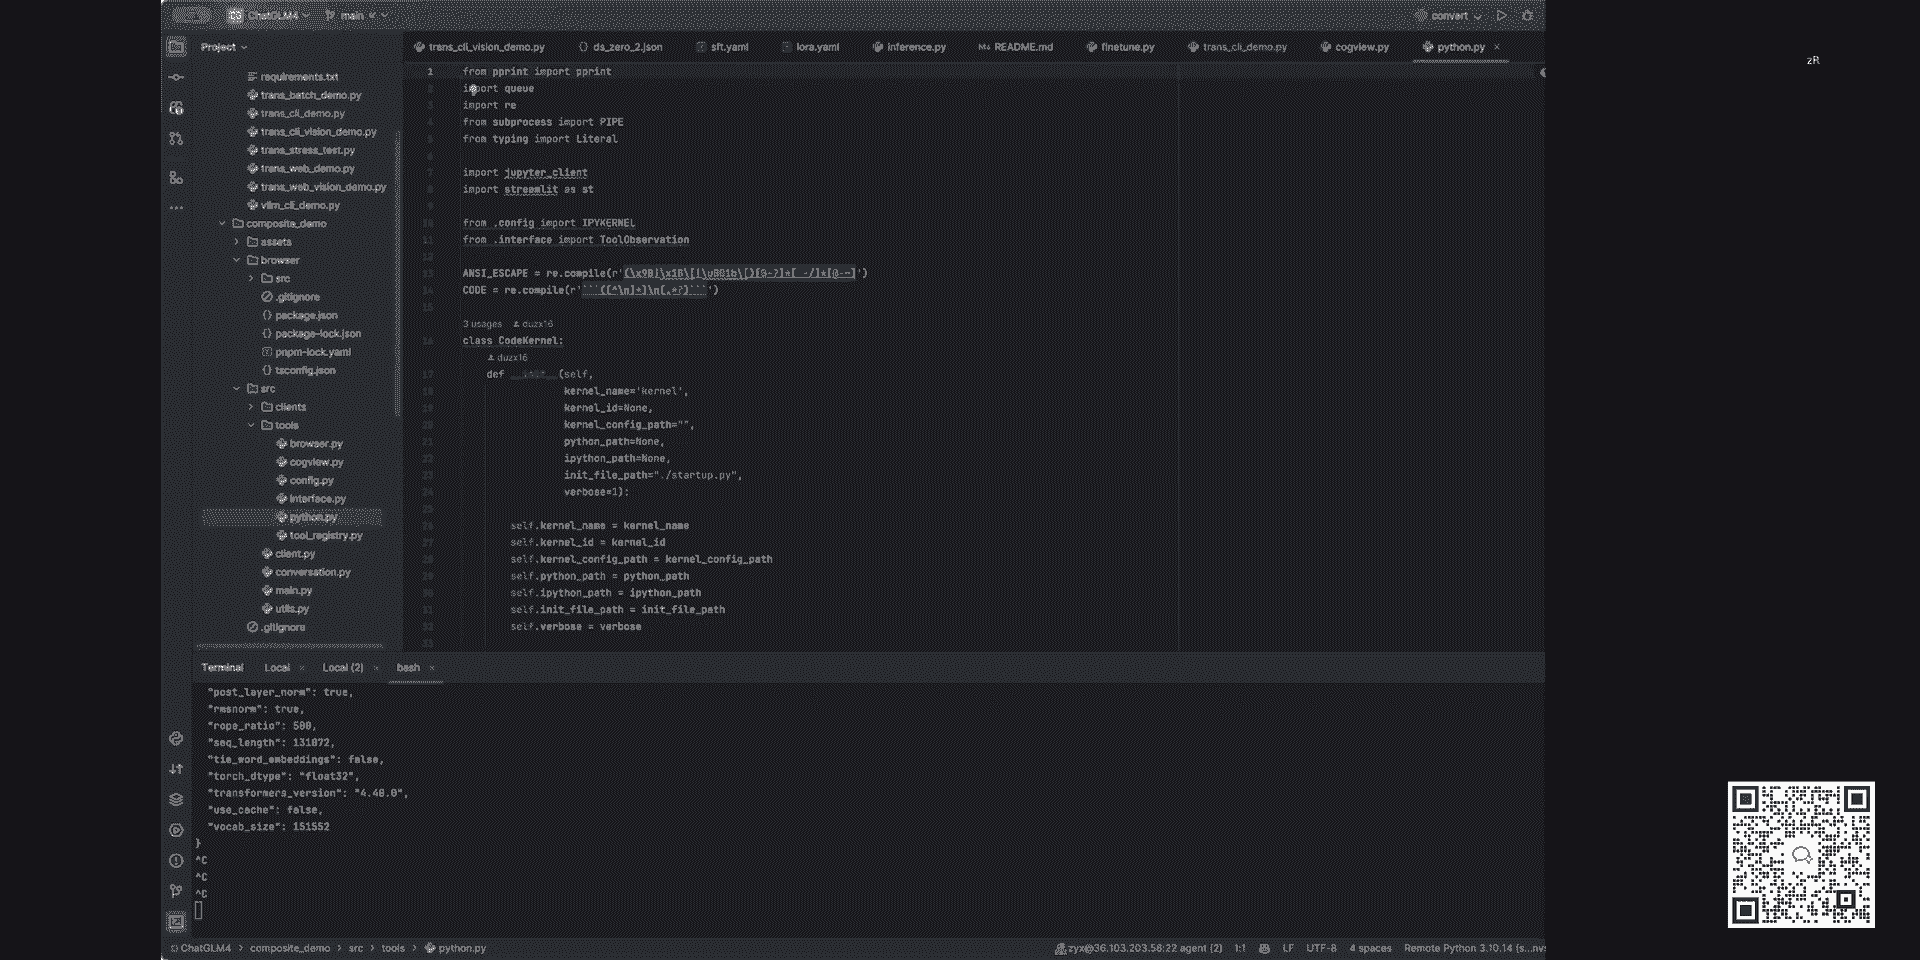 ChatGLM4
main
convert
Project
trans_cli_vision_demo.py
ds_zero_2.json
sft.yaml
lora.yaml
inference.py
README.md
finetune.py
trans_cli_demo.py
cogview.py
python.py
zR
requirements.txt
trans_batch_demo.py
trans_cli_demo.py
trans_cli_vision_demo.py
trans_stress_test.py
trans_web_demo.py
trans_web_vision_demo.py
vllm_cli_demo.py
composite_demo
assets
browser
src
.gitignore
package.json
package-lock.json
pnpm-lock.yaml
tsconfig.json
src
clients
tools
browser.py
cogview.py
config.py
interface.py
python.py
tool_registry.py
client.py
conversation.py
main.py
utils.py
.gitignore
1 from pprint import pprint
import queue
import re
from subprocess import PIPE
from typing import Literal
import jupyter_client
import streamlit as st
from .config import IPYKERNEL
from .interface import ToolObservation
ANSI_ESCAPE = re.compile(r'(\x9B|\x1B\[|\u001b\[)[0-?]*[ -/]*[@-~]')
CODE = re.compile(r'```([^\n]*)\n(.*?)```')
3 usages duzx16
class CodeKernel:
duzx16
def (self,
kernel_name='kernel',
kernel_id=None,
kernel_config_path="",
python_path=None,
ipython_path=None,
init_file_path="./startup.py",
verbose=1):
self.kernel_name = kernel_name
self.kernel_id = kernel_id
self.kernel_config_path = kernel_config_path
self.python_path = python_path
self.ipython_path = ipython_path
self.init_file_path = init_file_path
self.verbose = verbose
Terminal Local Local (2) bash
"post_layer_norm": true,
"rmsnorm": true,
"rope_ratio": 500,
"seq_length": 131072,
"tie_word_embeddings": false,
"torch_dtype": "float32",
"transformers_version": "4.40.0",
"use_cache": false,
"vocab_size": 151552
}
^C
^C
^C
ChatGLM4 > composite_demo > src > tools > python.py
zyx@36.103.203.56:22 agent (2) 1:1 LF UTF-8 4 spaces Remote Python 3.10.14 (s...nvs